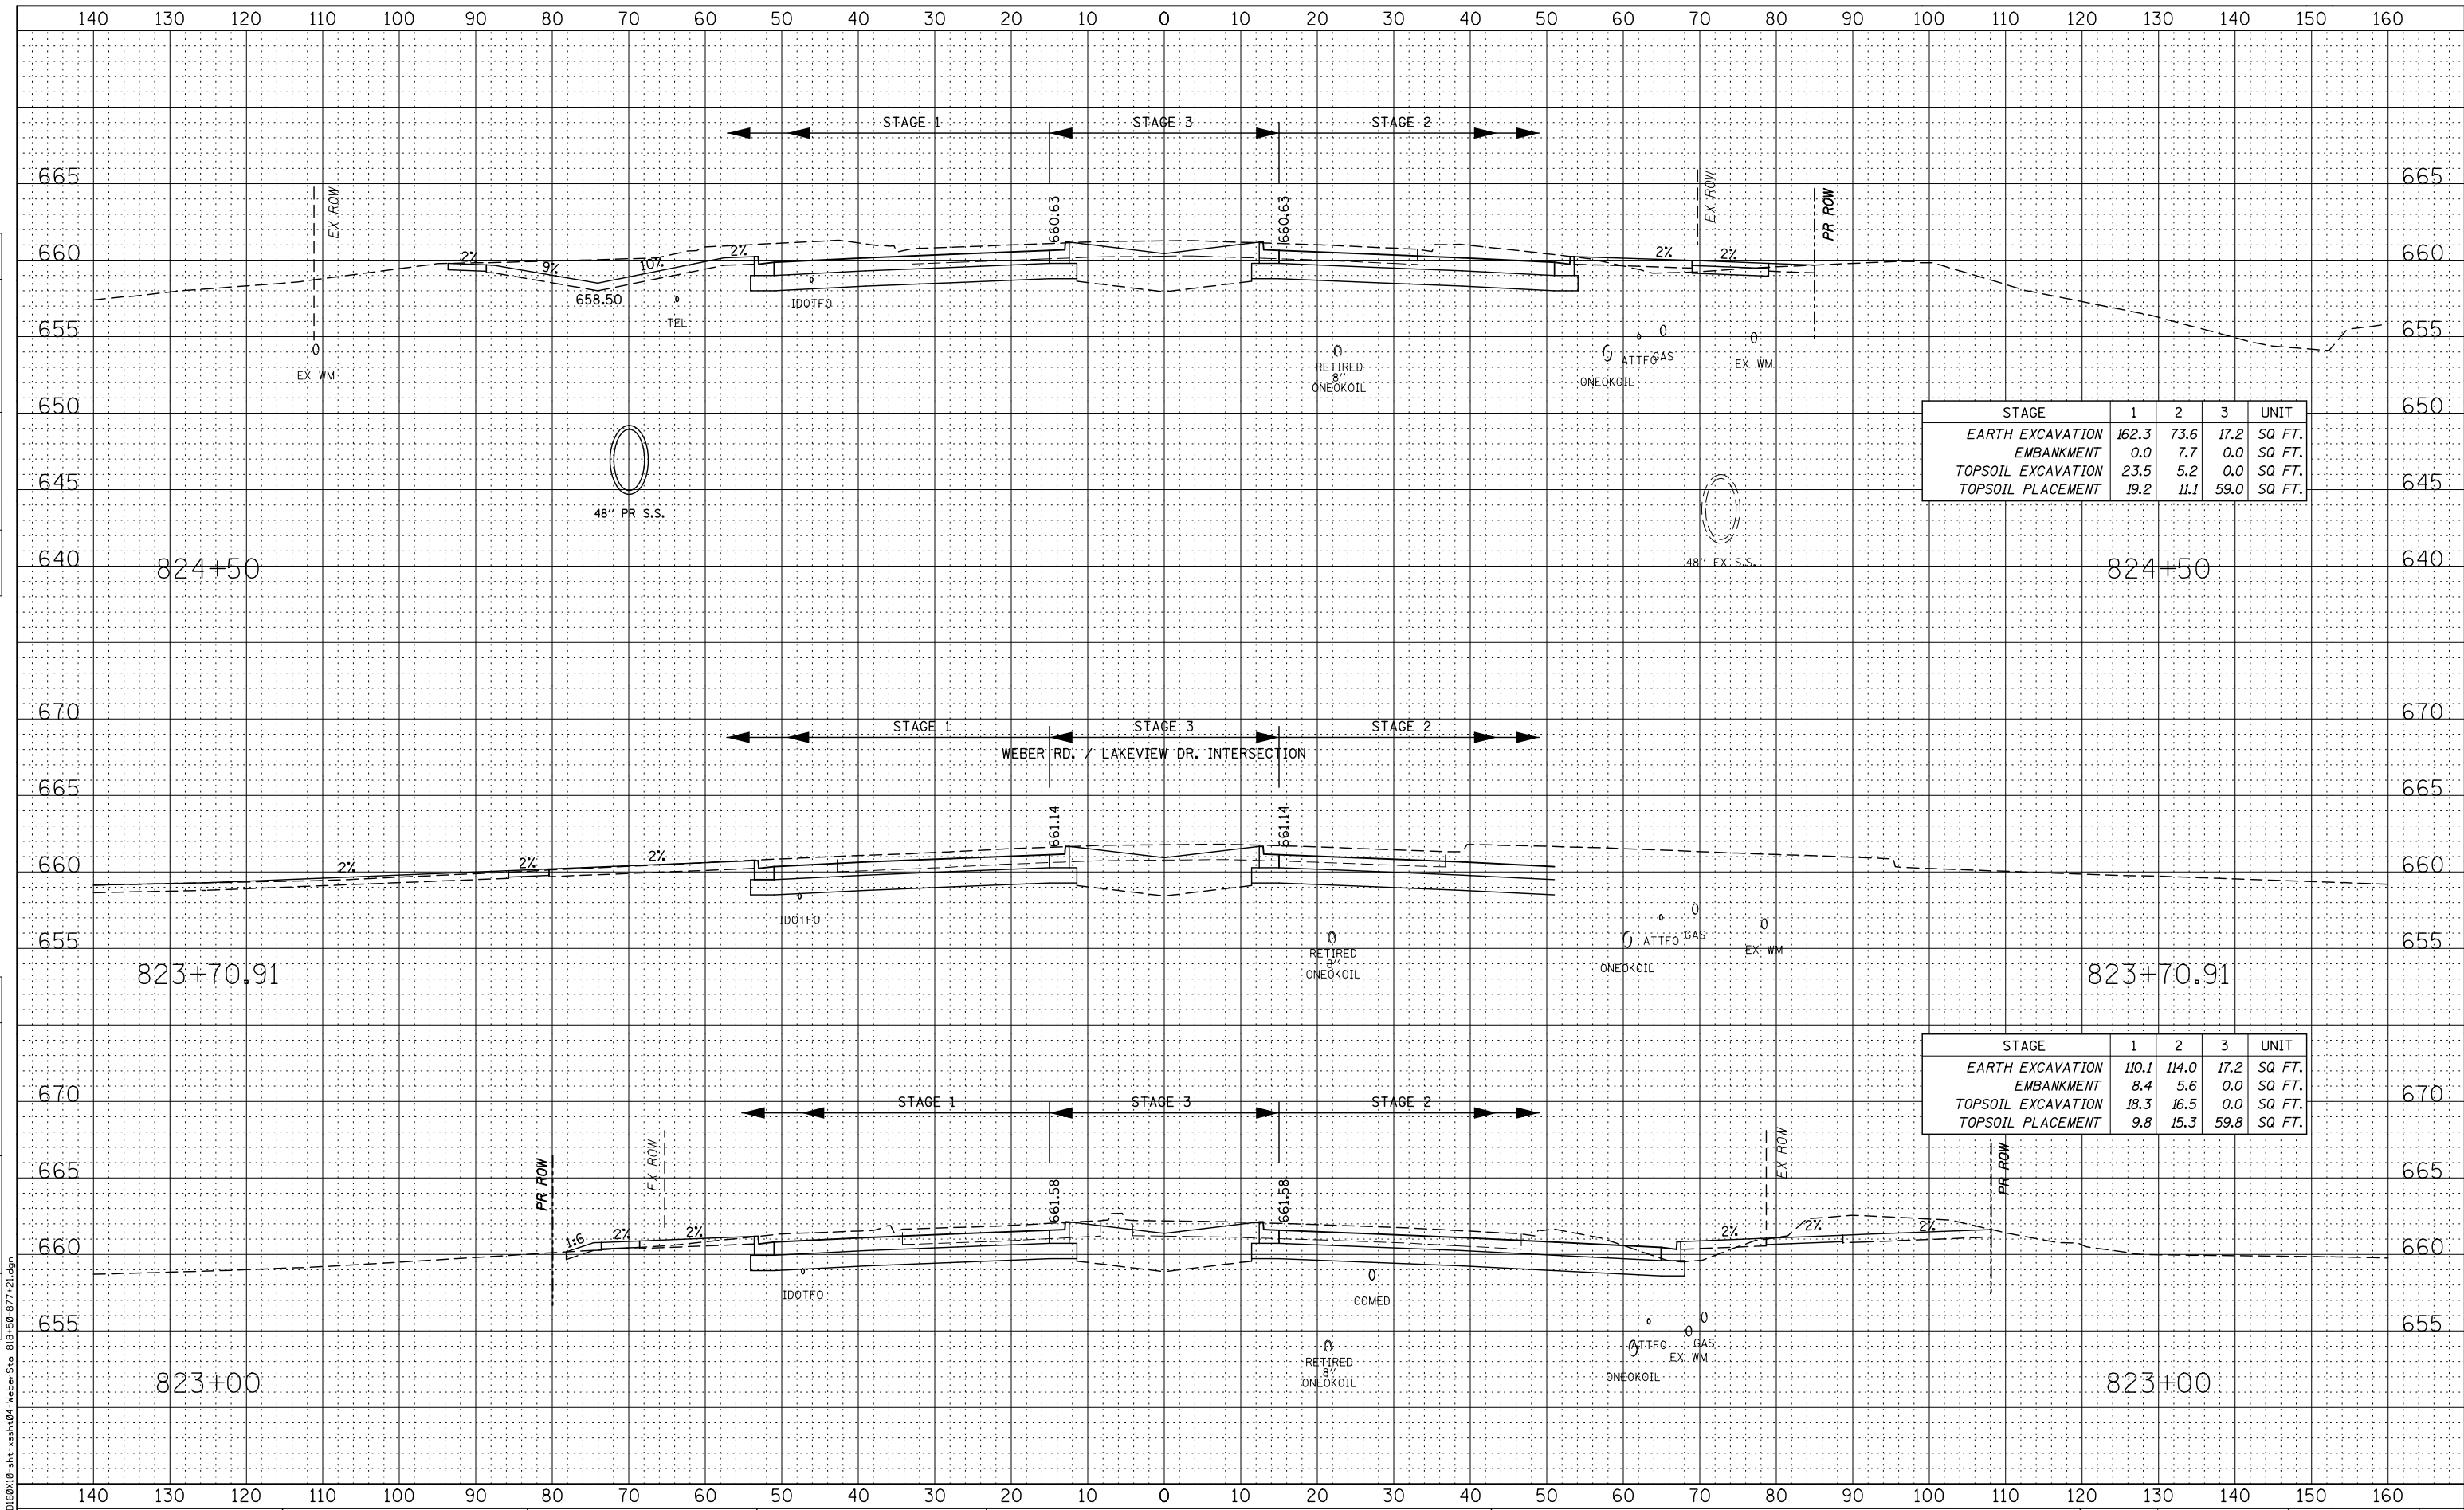 140 130 120 110 100 90 80 70 60 50 40 30 20 10 0 10 20 30 40 50 60 70 80 90 100 110 120 130 140 150 160
STAGE 1 STAGE 3 STAGE 2
665 EX ROW 660.63 660.63 EX ROW PR ROW 665
660 2% 9% 10% 2% 2% 2% 660
658.50 IDOTFO
TEL
655 655
EX WM
RETIRED
8"
ONEOKOIL
ATTFO GAS EX WM
ONEOKOIL
650 650
STAGE 1 2 3 UNIT
EARTH EXCAVATION 162.3 73.6 17.2 SQ FT.
EMBANKMENT 0.0 7.7 0.0 SQ FT.
TOPSOIL EXCAVATION 23.5 5.2 0.0 SQ FT.
TOPSOIL PLACEMENT 19.2 11.1 59.0 SQ FT.
645 645
48" PR S.S.
48" EX S.S.
640 824+50 824+50 640
670 670
STAGE 1 STAGE 3 STAGE 2
WEBER RD. / LAKEVIEW DR. INTERSECTION
665 665
661.14 661.14
660 2% 2% 2% 660
IDOTFO
655 655
RETIRED
8"
ONEOKOIL
ATTFO GAS EX WM
ONEOKOIL
823+70.91 823+70.91
STAGE 1 2 3 UNIT
EARTH EXCAVATION 110.1 114.0 17.2 SQ FT.
EMBANKMENT 8.4 5.6 0.0 SQ FT.
TOPSOIL EXCAVATION 18.3 16.5 0.0 SQ FT.
TOPSOIL PLACEMENT 9.8 15.3 59.8 SQ FT.
670 670
STAGE 1 STAGE 3 STAGE 2
665 PR ROW EX ROW 661.58 661.58 EX ROW PR ROW 665
660 1:6 2% 2% 2% 2% 2% 660
IDOTFO COMED
655 655
RETIRED
8"
ONEOKOIL
ATTFO GAS
EX WM
ONEOKOIL
823+00 823+00
140 130 120 110 100 90 80 70 60 50 40 30 20 10 0 10 20 30 40 50 60 70 80 90 100 110 120 130 140 150 160
D160X10-sht-xssht04-WeberSta 818+50-877+21.dgn